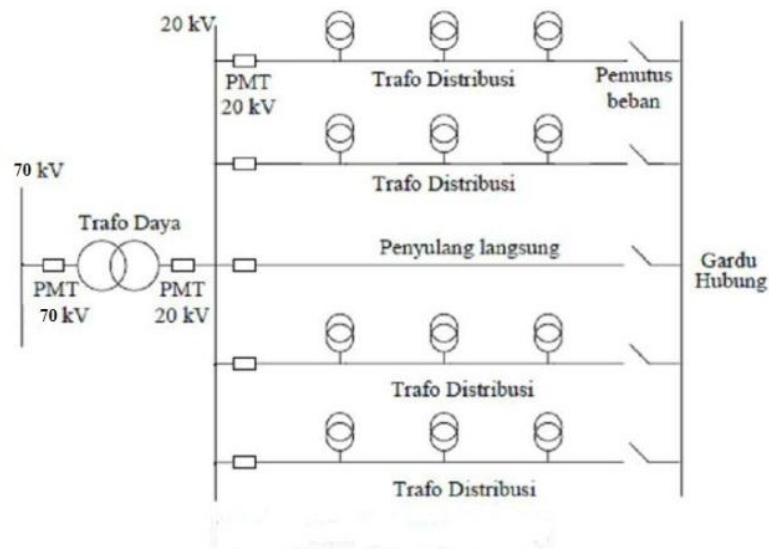 20 kV
PMT
20 kV
Trafo Distribusi
Pemutus
beban
Trafo Distribusi
70 kV
Trafo Daya
PMT
70 kV
PMT
20 kV
Penyulang langsung
Gardu
Hubung
Trafo Distribusi
Trafo Distribusi